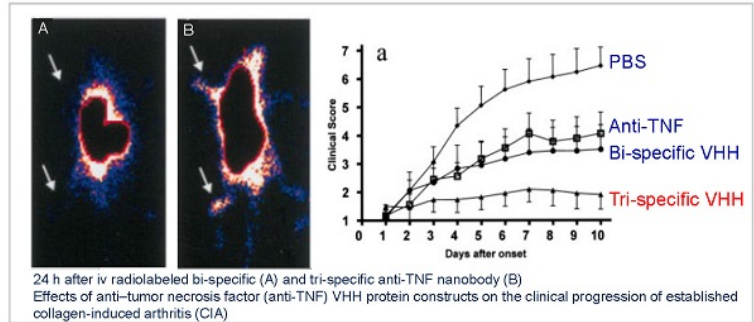 A
B
a
7
6
5
4
3
2
1
Clinical Score
0 1 2 3 4 5 6 7 8 9 10
Days after onset
PBS
Anti-TNF
Bi-specific VHH
Tri-specific VHH
24 h after iv radiolabeled bi-specific (A) and tri-specific anti-TNF nanobody (B)
Effects of anti–tumor necrosis factor (anti-TNF) VHH protein constructs on the clinical progression of established
collagen-induced arthritis (CIA)